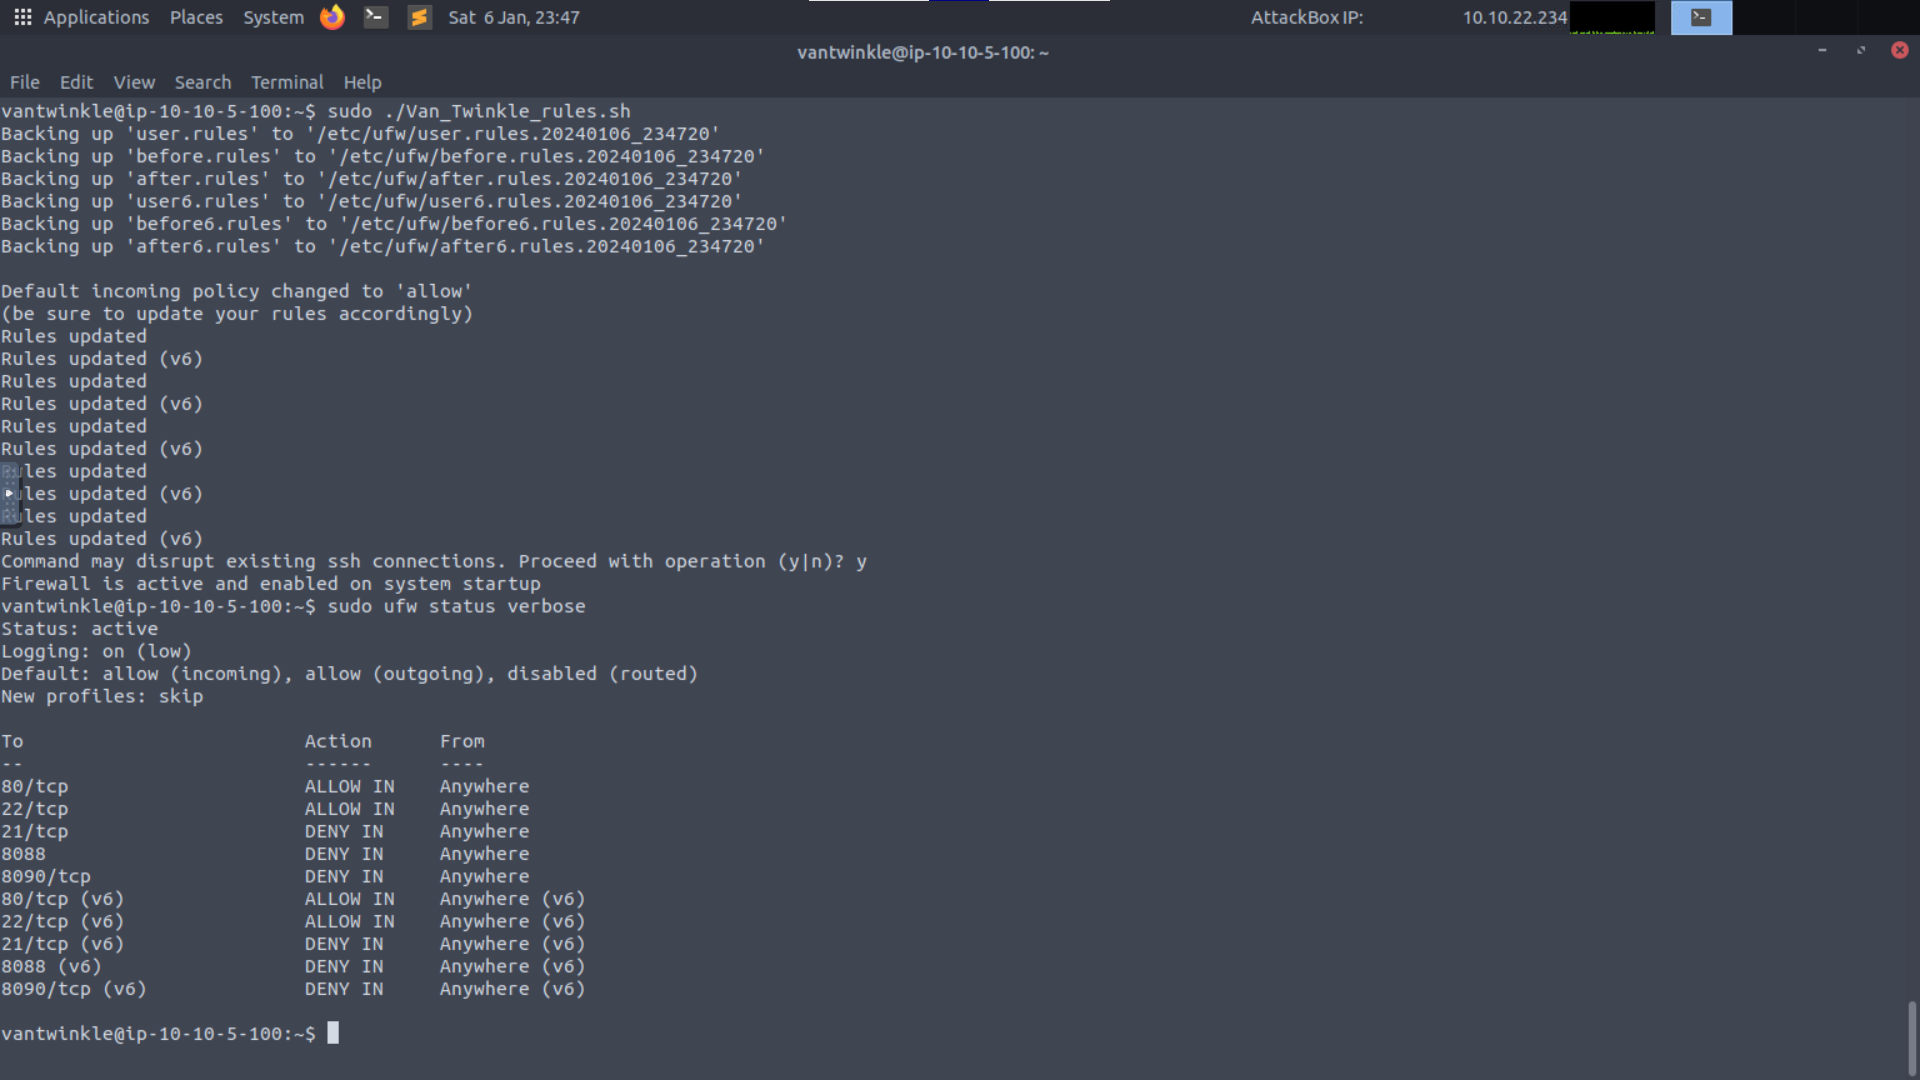 Applications Places System Sat 6 Jan, 23:47 AttackBox IP: 10.10.22.234
vantwinkle@ip-10-10-5-100: ~
File Edit View Search Terminal Help
vantwinkle@ip-10-10-5-100:~$ sudo ./Van_Twinkle_rules.sh
Backing up 'user.rules' to '/etc/ufw/user.rules.20240106_234720'
Backing up 'before.rules' to '/etc/ufw/before.rules.20240106_234720'
Backing up 'after.rules' to '/etc/ufw/after.rules.20240106_234720'
Backing up 'user6.rules' to '/etc/ufw/user6.rules.20240106_234720'
Backing up 'before6.rules' to '/etc/ufw/before6.rules.20240106_234720'
Backing up 'after6.rules' to '/etc/ufw/after6.rules.20240106_234720'

Default incoming policy changed to 'allow'
(be sure to update your rules accordingly)
Rules updated
Rules updated (v6)
Rules updated
Rules updated (v6)
Rules updated
Rules updated (v6)
Rules updated
Rules updated (v6)
Rules updated
Rules updated (v6)
Command may disrupt existing ssh connections. Proceed with operation (y|n)? y
Firewall is active and enabled on system startup
vantwinkle@ip-10-10-5-100:~$ sudo ufw status verbose
Status: active
Logging: on (low)
Default: allow (incoming), allow (outgoing), disabled (routed)
New profiles: skip

To Action From
-- ------ ----
80/tcp ALLOW IN Anywhere
22/tcp ALLOW IN Anywhere
21/tcp DENY IN Anywhere
8088 DENY IN Anywhere
8090/tcp DENY IN Anywhere
80/tcp (v6) ALLOW IN Anywhere (v6)
22/tcp (v6) ALLOW IN Anywhere (v6)
21/tcp (v6) DENY IN Anywhere (v6)
8088 (v6) DENY IN Anywhere (v6)
8090/tcp (v6) DENY IN Anywhere (v6)

vantwinkle@ip-10-10-5-100:~$